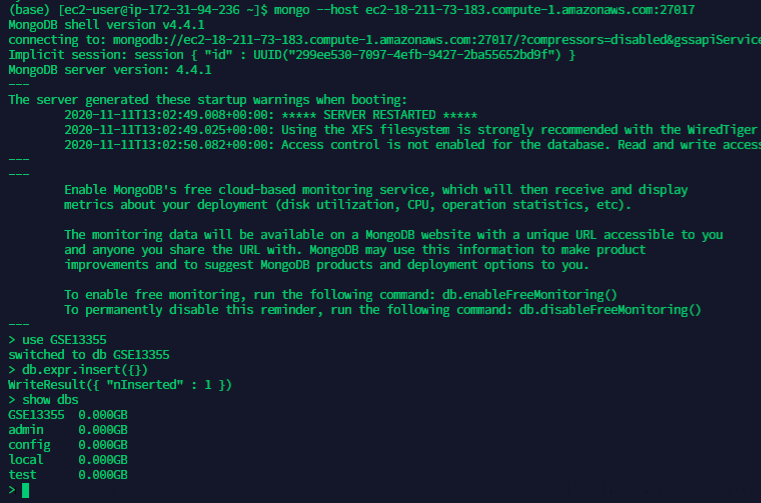 (base) [ec2-user@ip-172-31-94-236 ~]$ mongo --host ec2-18-211-73-183.compute-1.amazonaws.com:27017
MongoDB shell version v4.4.1
connecting to: mongodb://ec2-18-211-73-183.compute-1.amazonaws.com:27017/?compressors=disabled&gssapiService
Implicit session: session { "id" : UUID("299ee530-7097-4efb-9427-2ba55652bd9f") }
MongoDB server version: 4.4.1
---
The server generated these startup warnings when booting:
        2020-11-11T13:02:49.008+00:00: ***** SERVER RESTARTED *****
        2020-11-11T13:02:49.025+00:00: Using the XFS filesystem is strongly recommended with the WiredTiger
        2020-11-11T13:02:50.082+00:00: Access control is not enabled for the database. Read and write acces
---
---
        Enable MongoDB's free cloud-based monitoring service, which will then receive and display
        metrics about your deployment (disk utilization, CPU, operation statistics, etc).

        The monitoring data will be available on a MongoDB website with a unique URL accessible to you
        and anyone you share the URL with. MongoDB may use this information to make product
        improvements and to suggest MongoDB products and deployment options to you.

        To enable free monitoring, run the following command: db.enableFreeMonitoring()
        To permanently disable this reminder, run the following command: db.disableFreeMonitoring()
---
> use GSE13355
switched to db GSE13355
> db.expr.insert({})
WriteResult({ "nInserted" : 1 })
> show dbs
GSE13355  0.000GB
admin     0.000GB
config    0.000GB
local     0.000GB
test      0.000GB
>